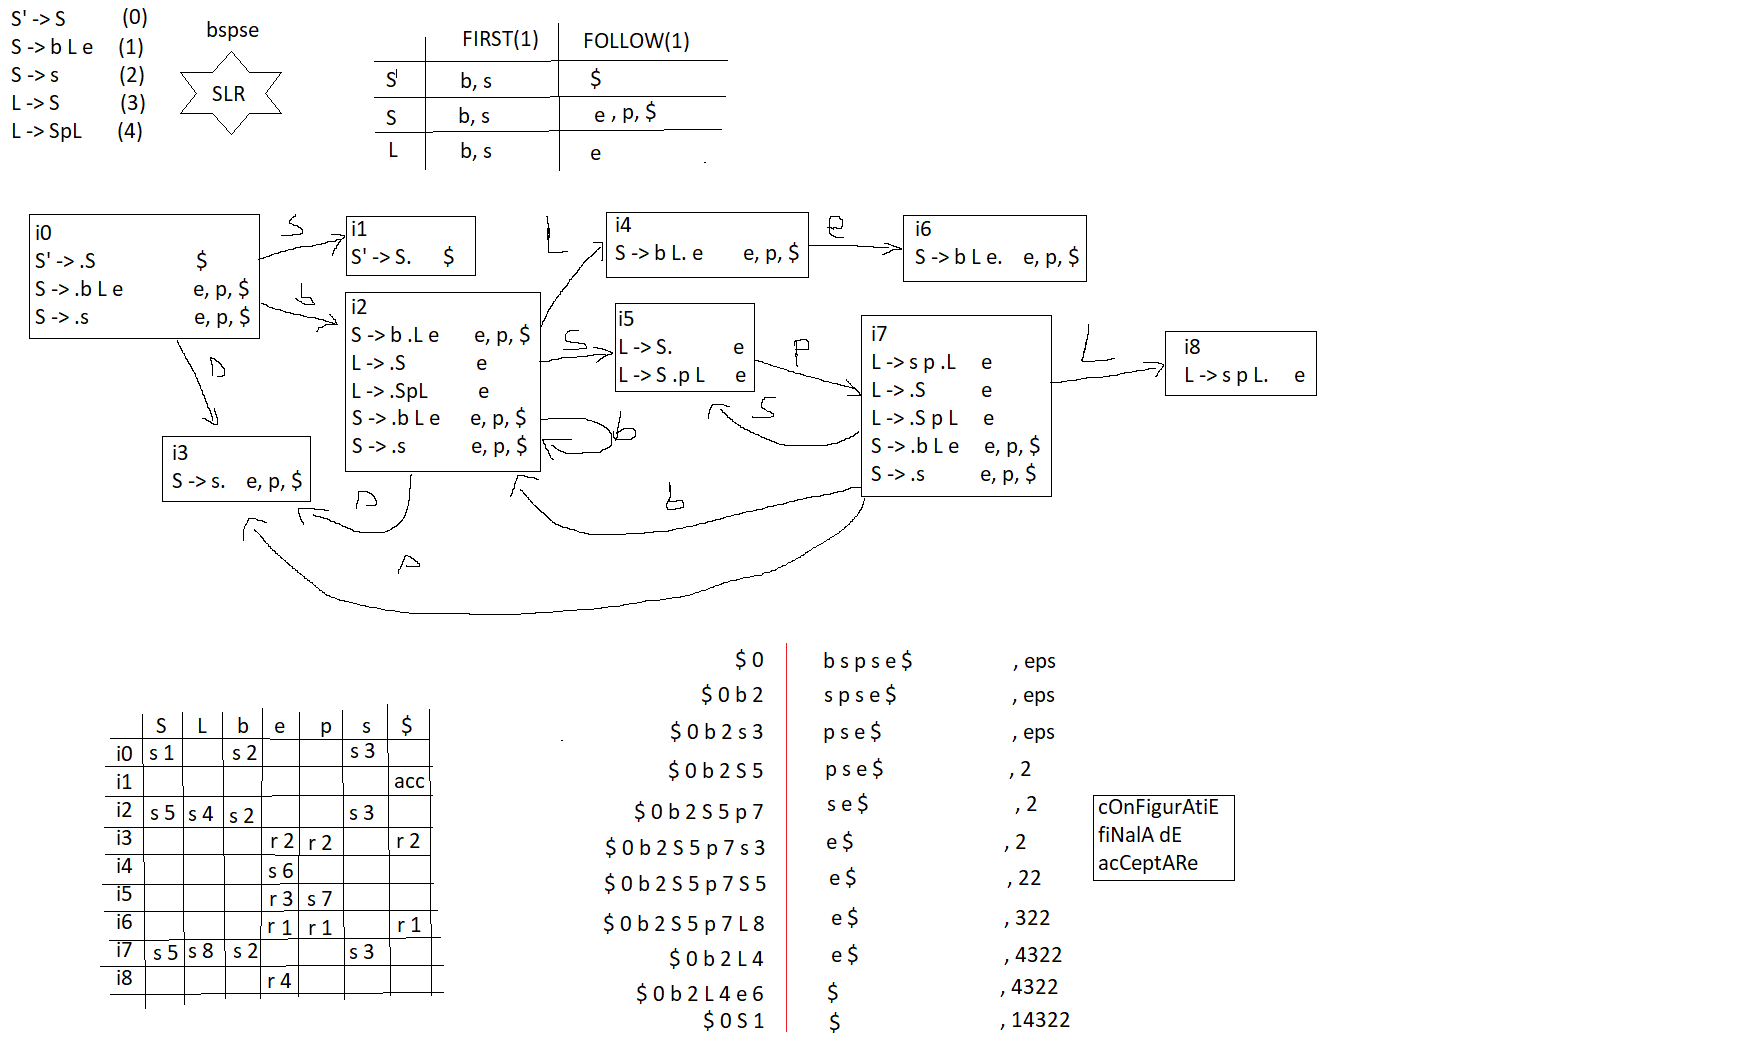 S' -> S (0)
S -> b L e (1)
S -> s (2)
L -> S (3)
L -> SpL (4)
bspse
SLR
FIRST(1) FOLLOW(1)
S' b, s $
S b, s e , p, $
L b, s e
i0
S' -> .S $
S -> .b L e e, p, $
S -> .s e, p, $
S
b
s
i1
S' -> S. $
i2
S -> b .L e e, p, $
L -> .S e
L -> .SpL e
S -> .b L e e, p, $
S -> .s e, p, $
L
S
b
s
i3
S -> s. e, p, $
i4
S -> b L. e e, p, $
e
i5
L -> S. e
L -> S .p L e
p
i6
S -> b L e. e, p, $
i7
L -> s p .L e
L -> .S e
L -> .S p L e
S -> .b L e e, p, $
S -> .s e, p, $
L
S
b
s
i8
L -> s p L. e
S L b e p s $
i0 s 1 s 2 s 3
i1 acc
i2 s 5 s 4 s 2 s 3
i3 r 2 r 2 r 2
i4 s 6
i5 r 3 s 7
i6 r 1 r 1 r 1
i7 s 5 s 8 s 2 s 3
i8 r 4
$ 0 b s p s e $ , eps
$ 0 b 2 s p s e $ , eps
$ 0 b 2 s 3 p s e $ , eps
$ 0 b 2 S 5 p s e $ , 2
$ 0 b 2 S 5 p 7 s e $ , 2
$ 0 b 2 S 5 p 7 s 3 e $ , 2
$ 0 b 2 S 5 p 7 S 5 e $ , 22
$ 0 b 2 S 5 p 7 L 8 e $ , 322
$ 0 b 2 L 4 e $ , 4322
$ 0 b 2 L 4 e 6 $ , 4322
$ 0 S 1 $ , 14322
cOnFigurAtiE
fiNalA dE
acCeptARe